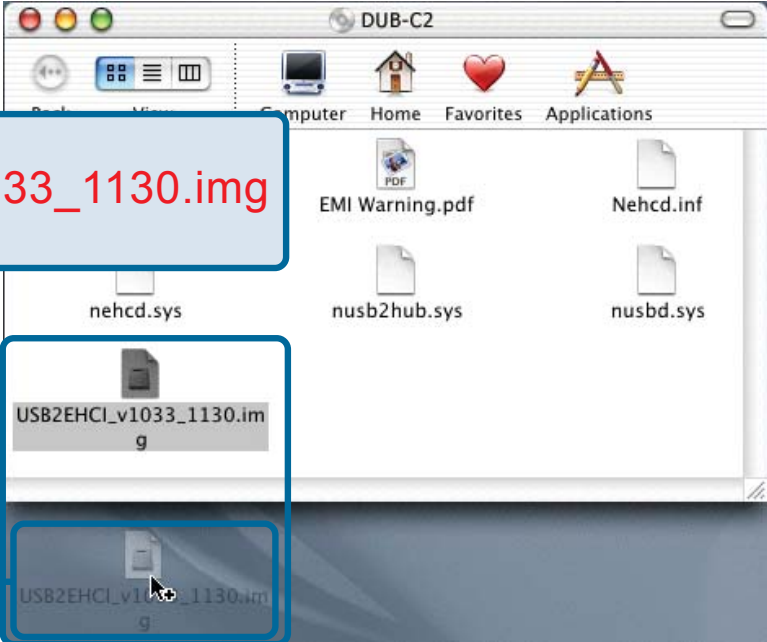 DUB-C2
Computer Home Favorites Applications
33_1130.img
EMI Warning.pdf Nehcd.inf
nehcd.sys nusb2hub.sys nusbd.sys
USB2EHCI_v1033_1130.im
g
g